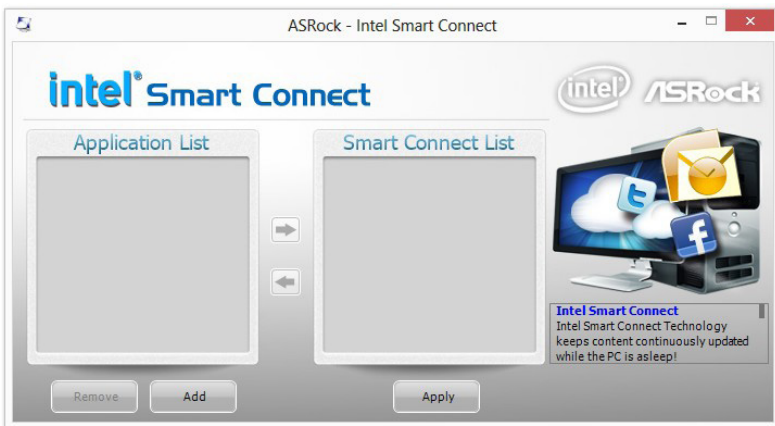 ASRock - Intel Smart Connect
intel® Smart Connect
intel® ASRock
Application List
Smart Connect List
Intel Smart Connect
Intel Smart Connect Technology
keeps content continuously updated
while the PC is asleep!
Remove
Add
Apply